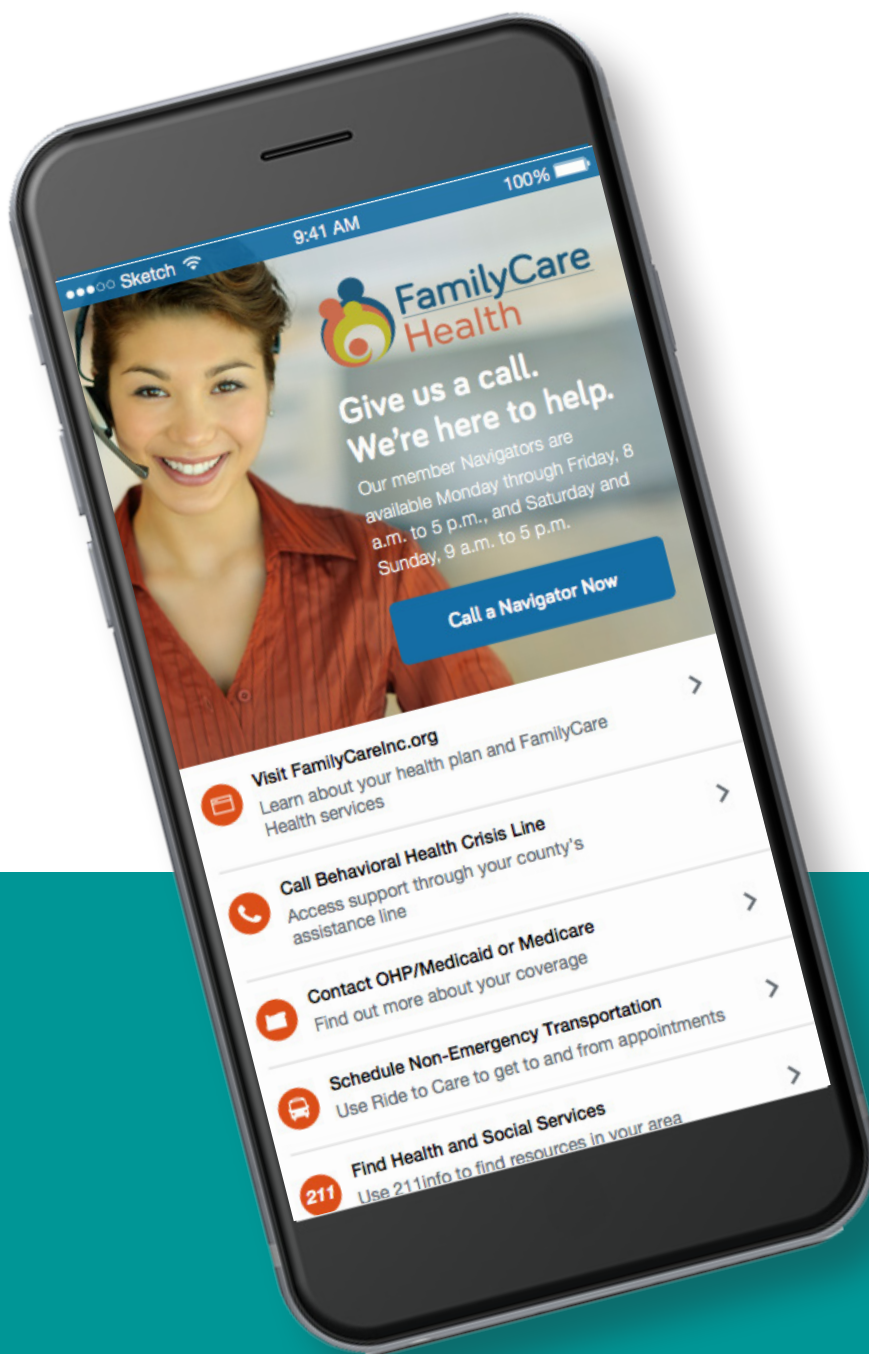 ●●●○○ Sketch 9:41 AM 100%
FamilyCare
Health
Give us a call.
We're here to help.
Our member Navigators are
available Monday through Friday, 8
a.m. to 5 p.m., and Saturday and
Sunday, 9 a.m. to 5 p.m.
Call a Navigator Now
Visit FamilyCareInc.org
Learn about your health plan and FamilyCare
Health services
Call Behavioral Health Crisis Line
Access support through your county's
assistance line
Contact OHP/Medicaid or Medicare
Find out more about your coverage
Schedule Non-Emergency Transportation
Use Ride to Care to get to and from appointments
Find Health and Social Services
211 Use 211info to find resources in your area